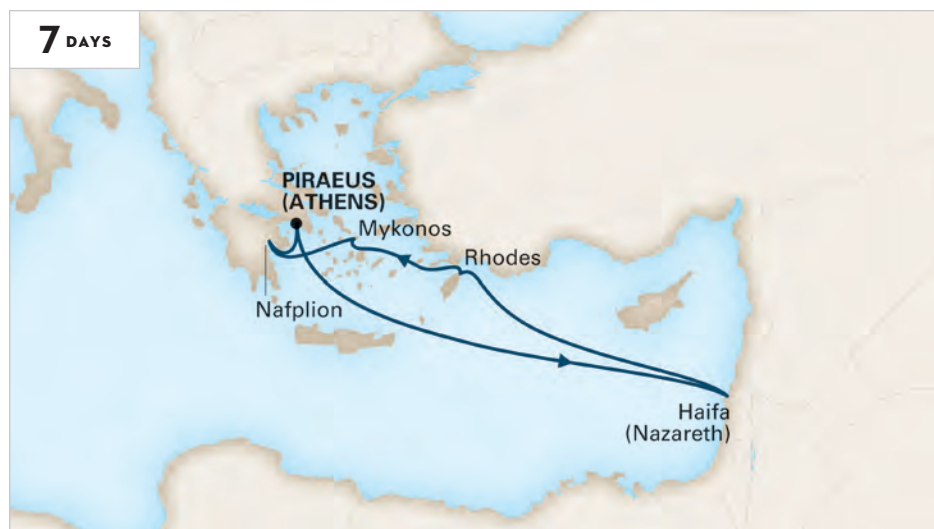 7 DAYS
PIRAEUS
(ATHENS)
Mykonos
Rhodes
Nafplion
Haifa
(Nazareth)